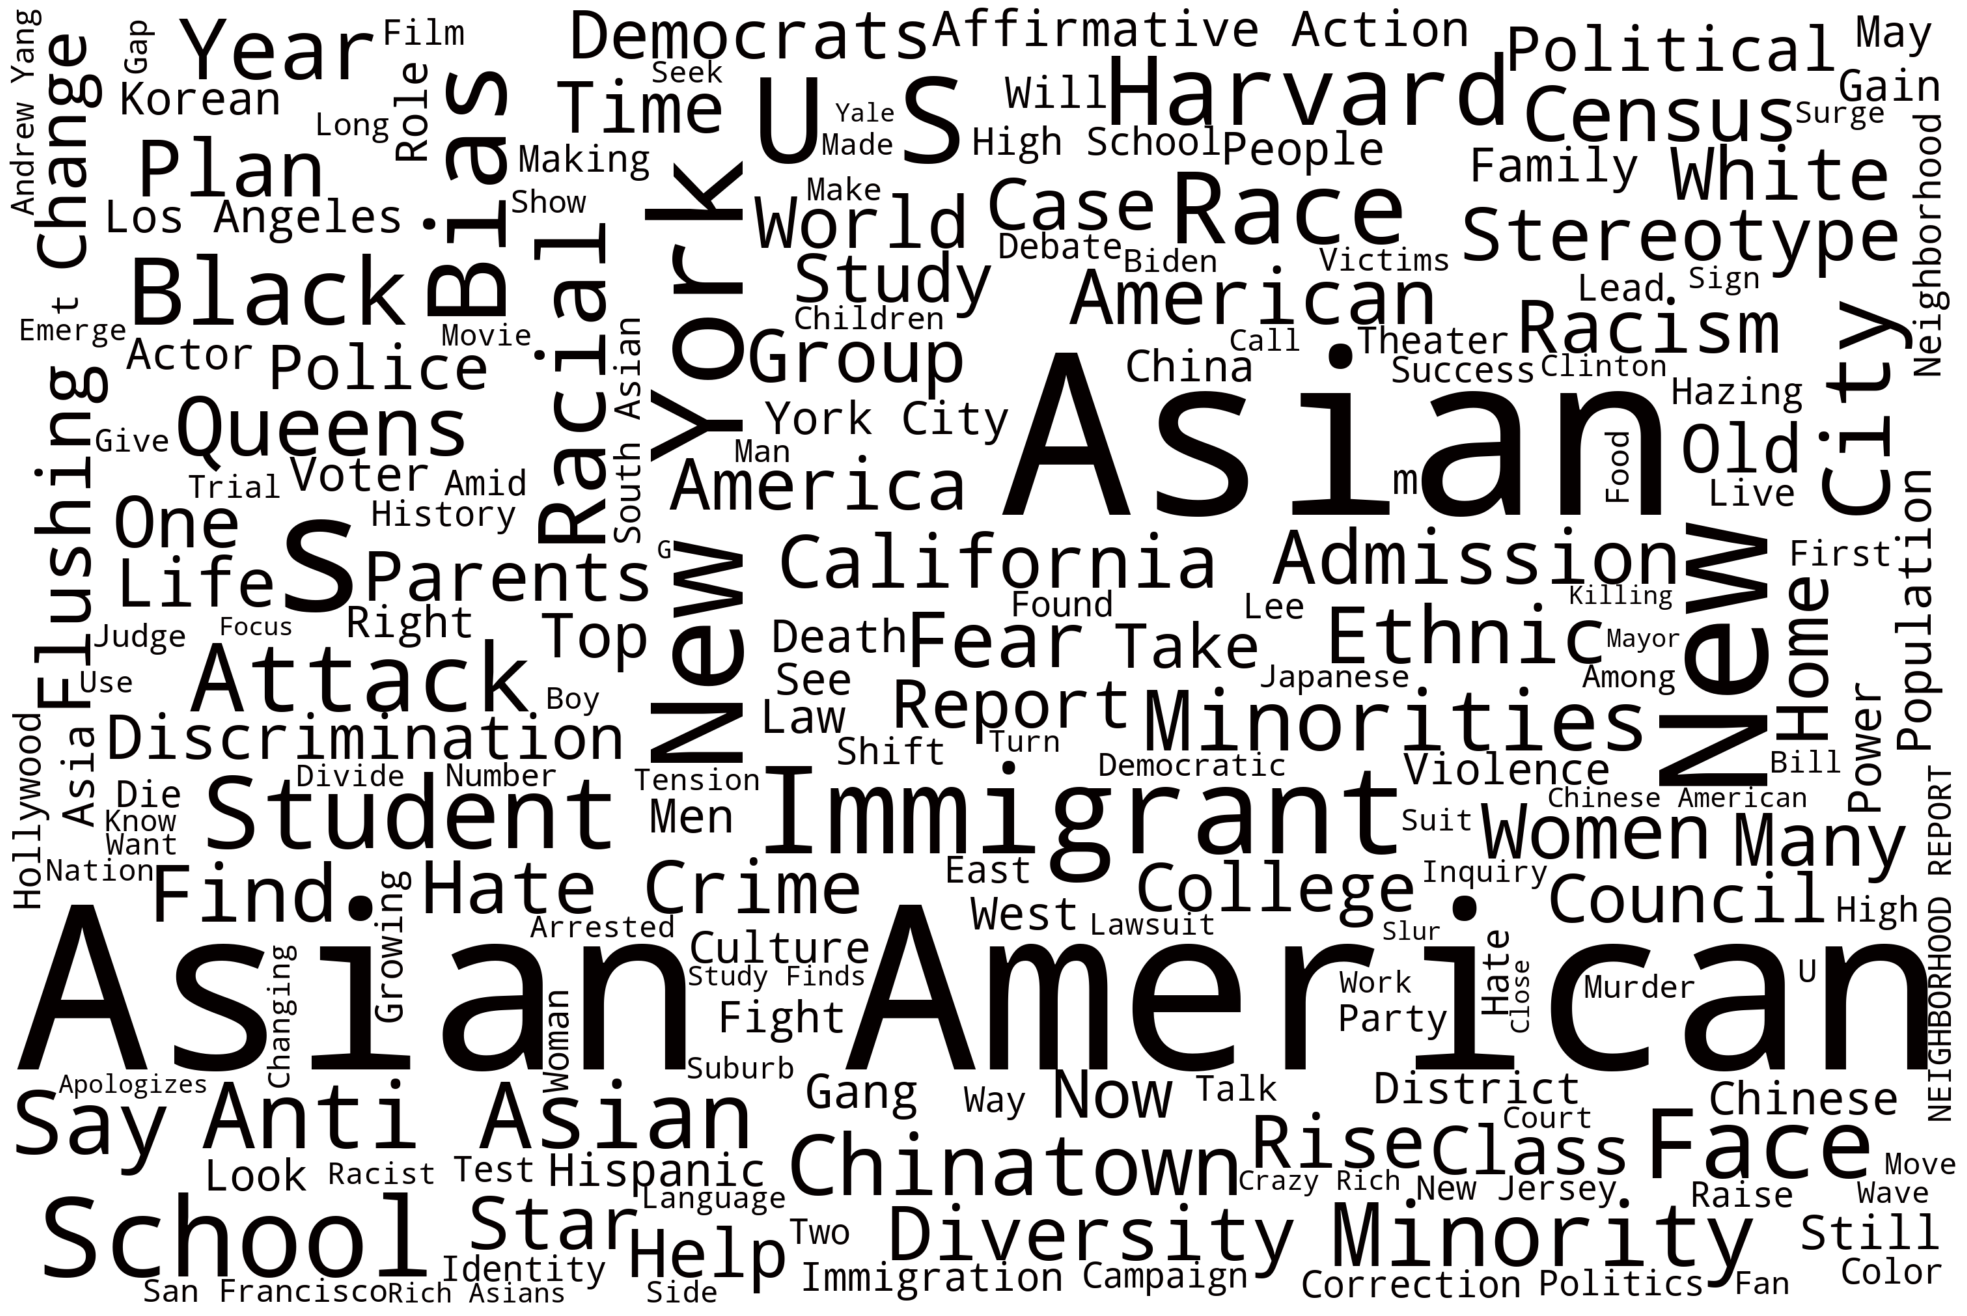 Andrew Yang
Gap
Year
Film
Democrats
Affirmative Action
Political
May
Change
Korean
Long
Role
Bias
Time
Seek
US
Yale
Made
Will
Harvard
Census
Gain
Surge
Plan
Making
High School
People
Family
White
Neighborhood
Los Angeles
Show
York
Make
World
Case
Race
Stereotype
Debate
Biden
Victims
Black
Racial
Study
American
Lead
Sign
t
Emerge
Movie
Children
Racism
Actor
Police
South Asian
Group
Call
Theater
China
Success
Clinton
City
Queens
York City
Asian
Hazing
Give
Man
Old
Food
Flushing
Trial
Voter
Amid
America
m
Live
One
s
History
Population
Life
Parents
G
New
California
Admission
New
First
Focus
Right
Found
Lee
Killing
Home
Judge
Top
Death
Fear
Take
Ethnic
Mayor
Use
Attack
Boy
See
Report
Japanese
Among
Law
Minorities
Power
Hollywood
Asia
Discrimination
Shift
Turn
Divide
Number
Tension
Democratic
Violence
Bill
Die
Student
Men
Immigrant
Chinese American
Know
Suit
Women
Many
Want
NEIGHBORHOOD REPORT
Nation
Find
Growing
Hate Crime
East
College
Inquiry
Council
High
West
Lawsuit
Arrested
Slur
Asian American
Culture
Changing
Study Finds
Hate
Close
Work
Murder
U
Woman
Fight
Party
Suburb
Apologizes
Say
Anti Asian
Gang
Way
Now
Talk
District
Chinese
Court
Rise
Class
Face
Look
Racist
Test
Hispanic
Chinatown
Move
Crazy Rich
New Jersey
Raise
Wave
Language
School
Star
Help
Two
Diversity
Minority
Still
Identity
Color
San Francisco
Rich Asians
Side
Immigration
Campaign
Correction
Politics
Fan